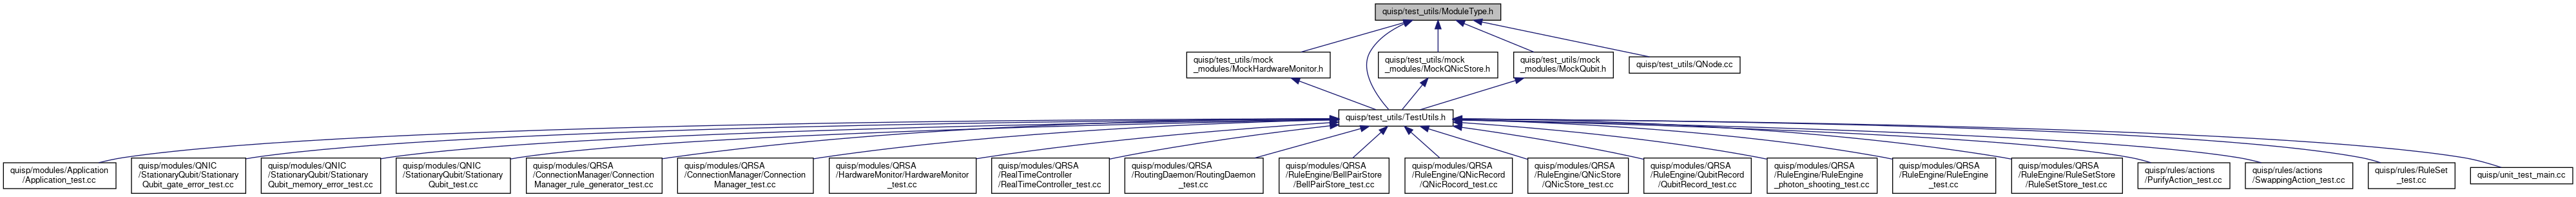 quisp/test_utils/ModuleType.h
quisp/test_utils/mock
_modules/MockHardwareMonitor.h
quisp/test_utils/mock
_modules/MockQNicStore.h
quisp/test_utils/mock
_modules/MockQubit.h
quisp/test_utils/QNode.cc
quisp/test_utils/TestUtils.h
quisp/modules/Application
/Application_test.cc
quisp/modules/QNIC
/StationaryQubit/Stationary
Qubit_gate_error_test.cc
quisp/modules/QNIC
/StationaryQubit/Stationary
Qubit_memory_error_test.cc
quisp/modules/QNIC
/StationaryQubit/Stationary
Qubit_test.cc
quisp/modules/QRSA
/ConnectionManager/Connection
Manager_rule_generator_test.cc
quisp/modules/QRSA
/ConnectionManager/Connection
Manager_test.cc
quisp/modules/QRSA
/HardwareMonitor/HardwareMonitor
_test.cc
quisp/modules/QRSA
/RealTimeController
/RealTimeController_test.cc
quisp/modules/QRSA
/RoutingDaemon/RoutingDaemon
_test.cc
quisp/modules/QRSA
/RuleEngine/BellPairStore
/BellPairStore_test.cc
quisp/modules/QRSA
/RuleEngine/QNicRecord
/QNicRocord_test.cc
quisp/modules/QRSA
/RuleEngine/QNicStore
/QNicStore_test.cc
quisp/modules/QRSA
/RuleEngine/QubitRecord
/QubitRecord_test.cc
quisp/modules/QRSA
/RuleEngine/RuleEngine
_photon_shooting_test.cc
quisp/modules/QRSA
/RuleEngine/RuleEngine
_test.cc
quisp/modules/QRSA
/RuleEngine/RuleSetStore
/RuleSetStore_test.cc
quisp/rules/actions
/PurifyAction_test.cc
quisp/rules/actions
/SwappingAction_test.cc
quisp/rules/RuleSet
_test.cc
quisp/unit_test_main.cc